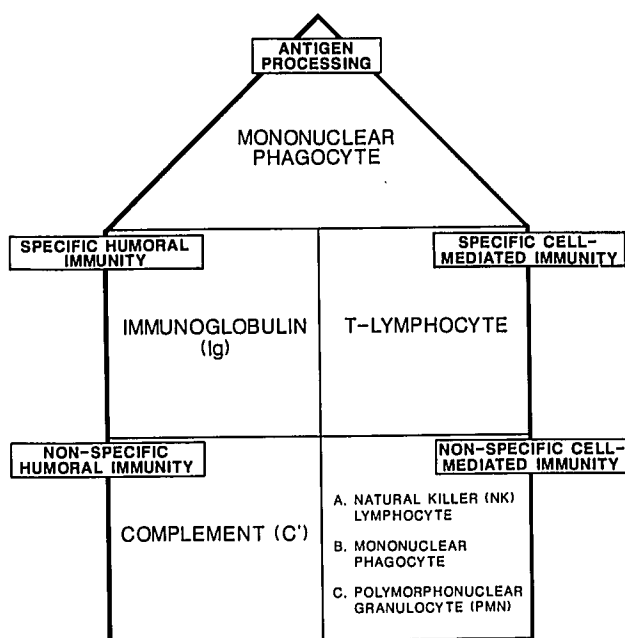 ANTIGEN
PROCESSING
MONONUCLEAR
PHAGOCYTE
SPECIFIC HUMORAL
IMMUNITY
SPECIFIC CELL-
MEDIATED IMMUNITY
IMMUNOGLOBULIN
(Ig)
T-LYMPHOCYTE
NON-SPECIFIC
HUMORAL IMMUNITY
NON-SPECIFIC CELL-
MEDIATED IMMUNITY
COMPLEMENT (C')
A. NATURAL KILLER (NK)
LYMPHOCYTE
B. MONONUCLEAR
PHAGOCYTE
C. POLYMORPHONUCLEAR
GRANULOCYTE (PMN)